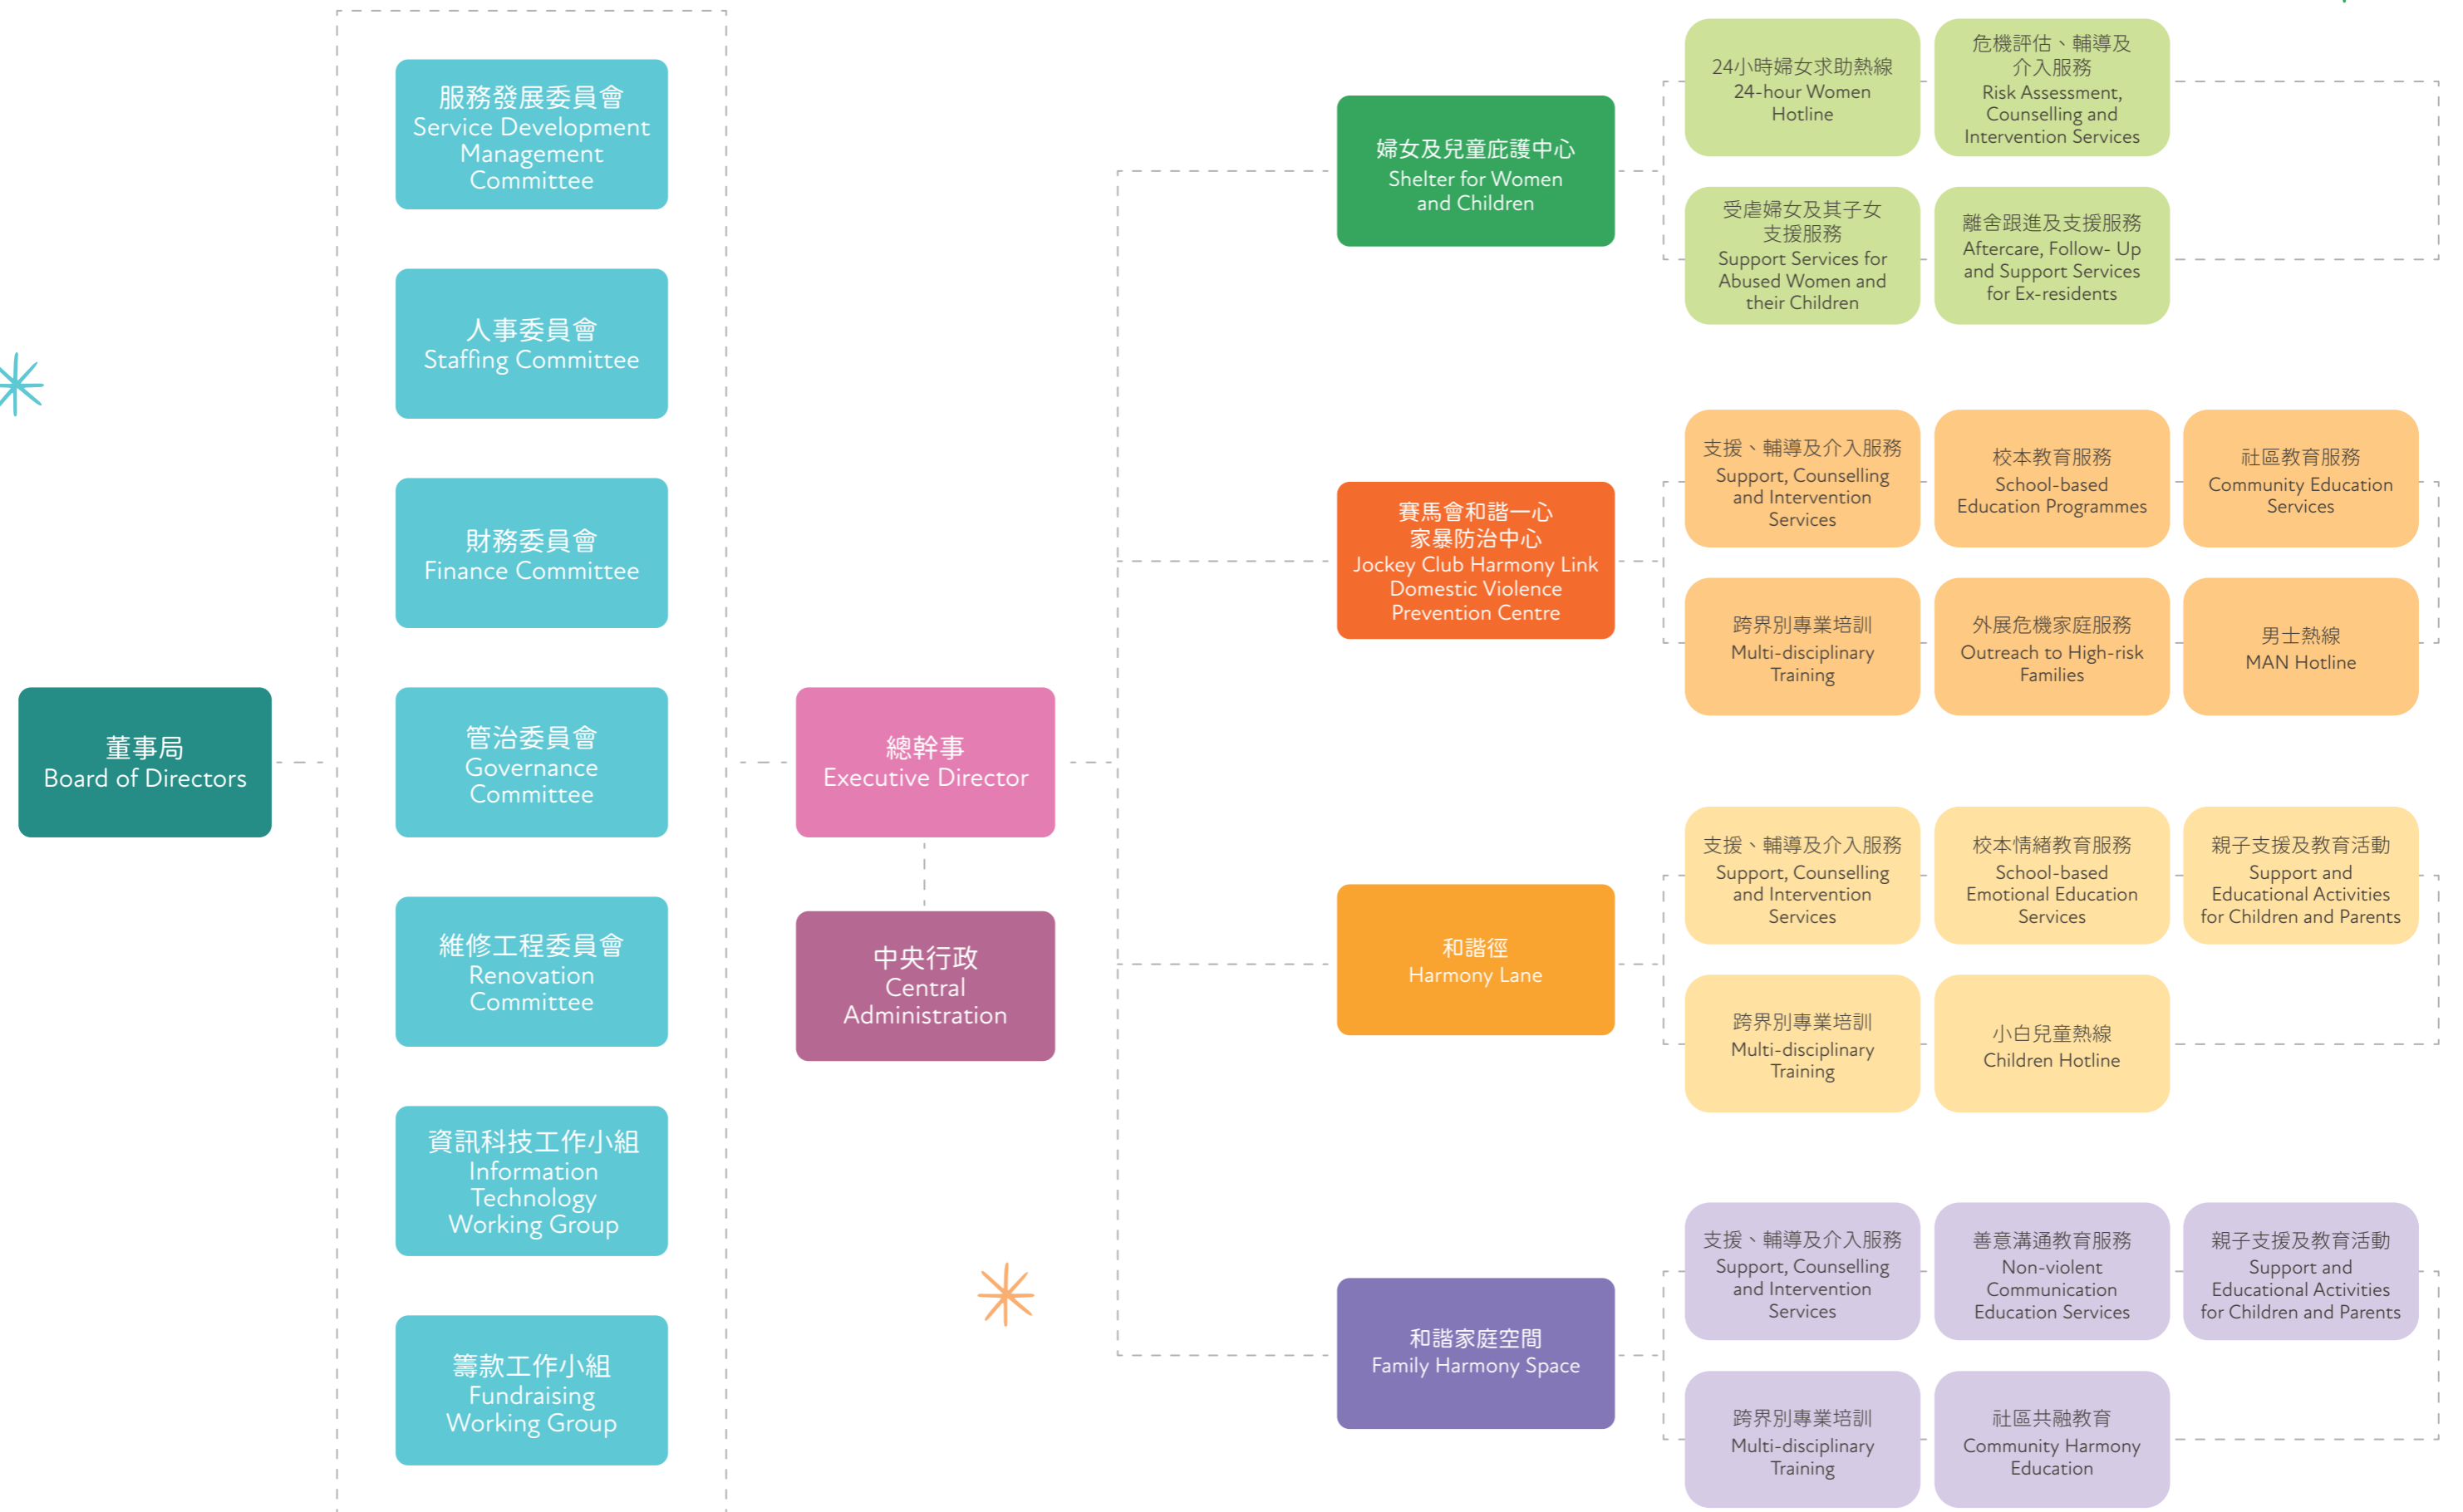 董事局
Board of Directors
服務發展委員會
Service Development
Management
Committee
人事委員會
Staffing Committee
財務委員會
Finance Committee
管治委員會
Governance
Committee
維修工程委員會
Renovation
Committee
資訊科技工作小組
Information
Technology
Working Group
籌款工作小組
Fundraising
Working Group
總幹事
Executive Director
中央行政
Central
Administration
婦女及兒童庇護中心
Shelter for Women
and Children
24小時婦女求助熱線
24-hour Women
Hotline
危機評估、輔導及
介入服務
Risk Assessment,
Counselling and
Intervention Services
受虐婦女及其子女
支援服務
Support Services for
Abused Women and
their Children
離舍跟進及支援服務
Aftercare, Follow- Up
and Support Services
for Ex-residents
賽馬會和諧一心
家暴防治中心
Jockey Club Harmony Link
Domestic Violence
Prevention Centre
支援、輔導及介入服務
Support, Counselling
and Intervention
Services
校本教育服務
School-based
Education Programmes
社區教育服務
Community Education
Services
跨界別專業培訓
Multi-disciplinary
Training
外展危機家庭服務
Outreach to High-risk
Families
男士熱線
MAN Hotline
和諧徑
Harmony Lane
支援、輔導及介入服務
Support, Counselling
and Intervention
Services
校本情緒教育服務
School-based
Emotional Education
Services
親子支援及教育活動
Support and
Educational Activities
for Children and Parents
跨界別專業培訓
Multi-disciplinary
Training
小白兒童熱線
Children Hotline
和諧家庭空間
Family Harmony Space
支援、輔導及介入服務
Support, Counselling
and Intervention
Services
善意溝通教育服務
Non-violent
Communication
Education Services
親子支援及教育活動
Support and
Educational Activities
for Children and Parents
跨界別專業培訓
Multi-disciplinary
Training
社區共融教育
Community Harmony
Education